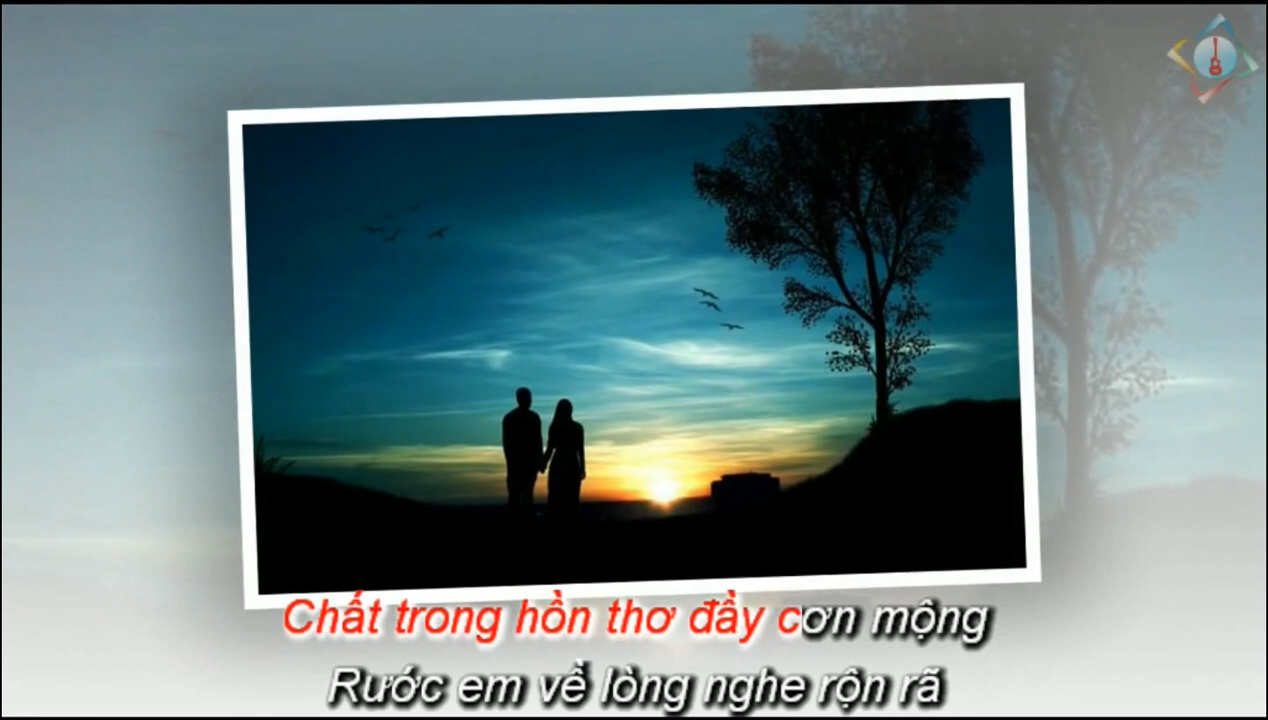 Chất trong hồn thơ đầy cơn mộng
Rước em về lòng nghe rộn rã